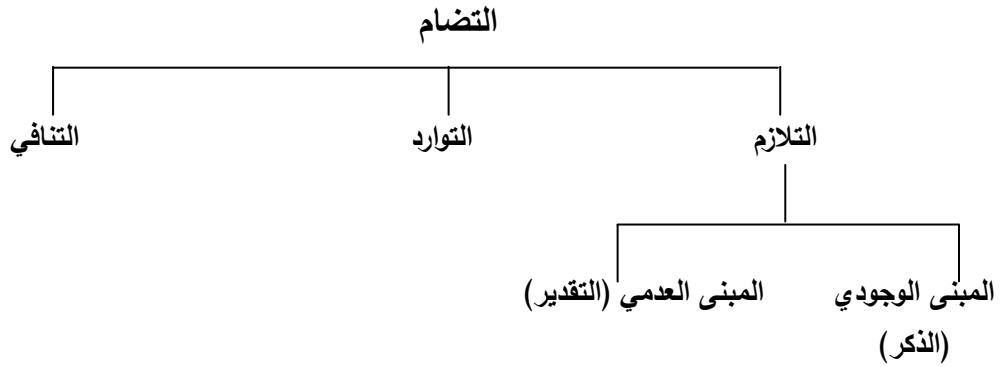 التضام
التلازم التوارد التنافي
المبنى الوجودي المبنى العدمي (التقدير)
(الذكر)